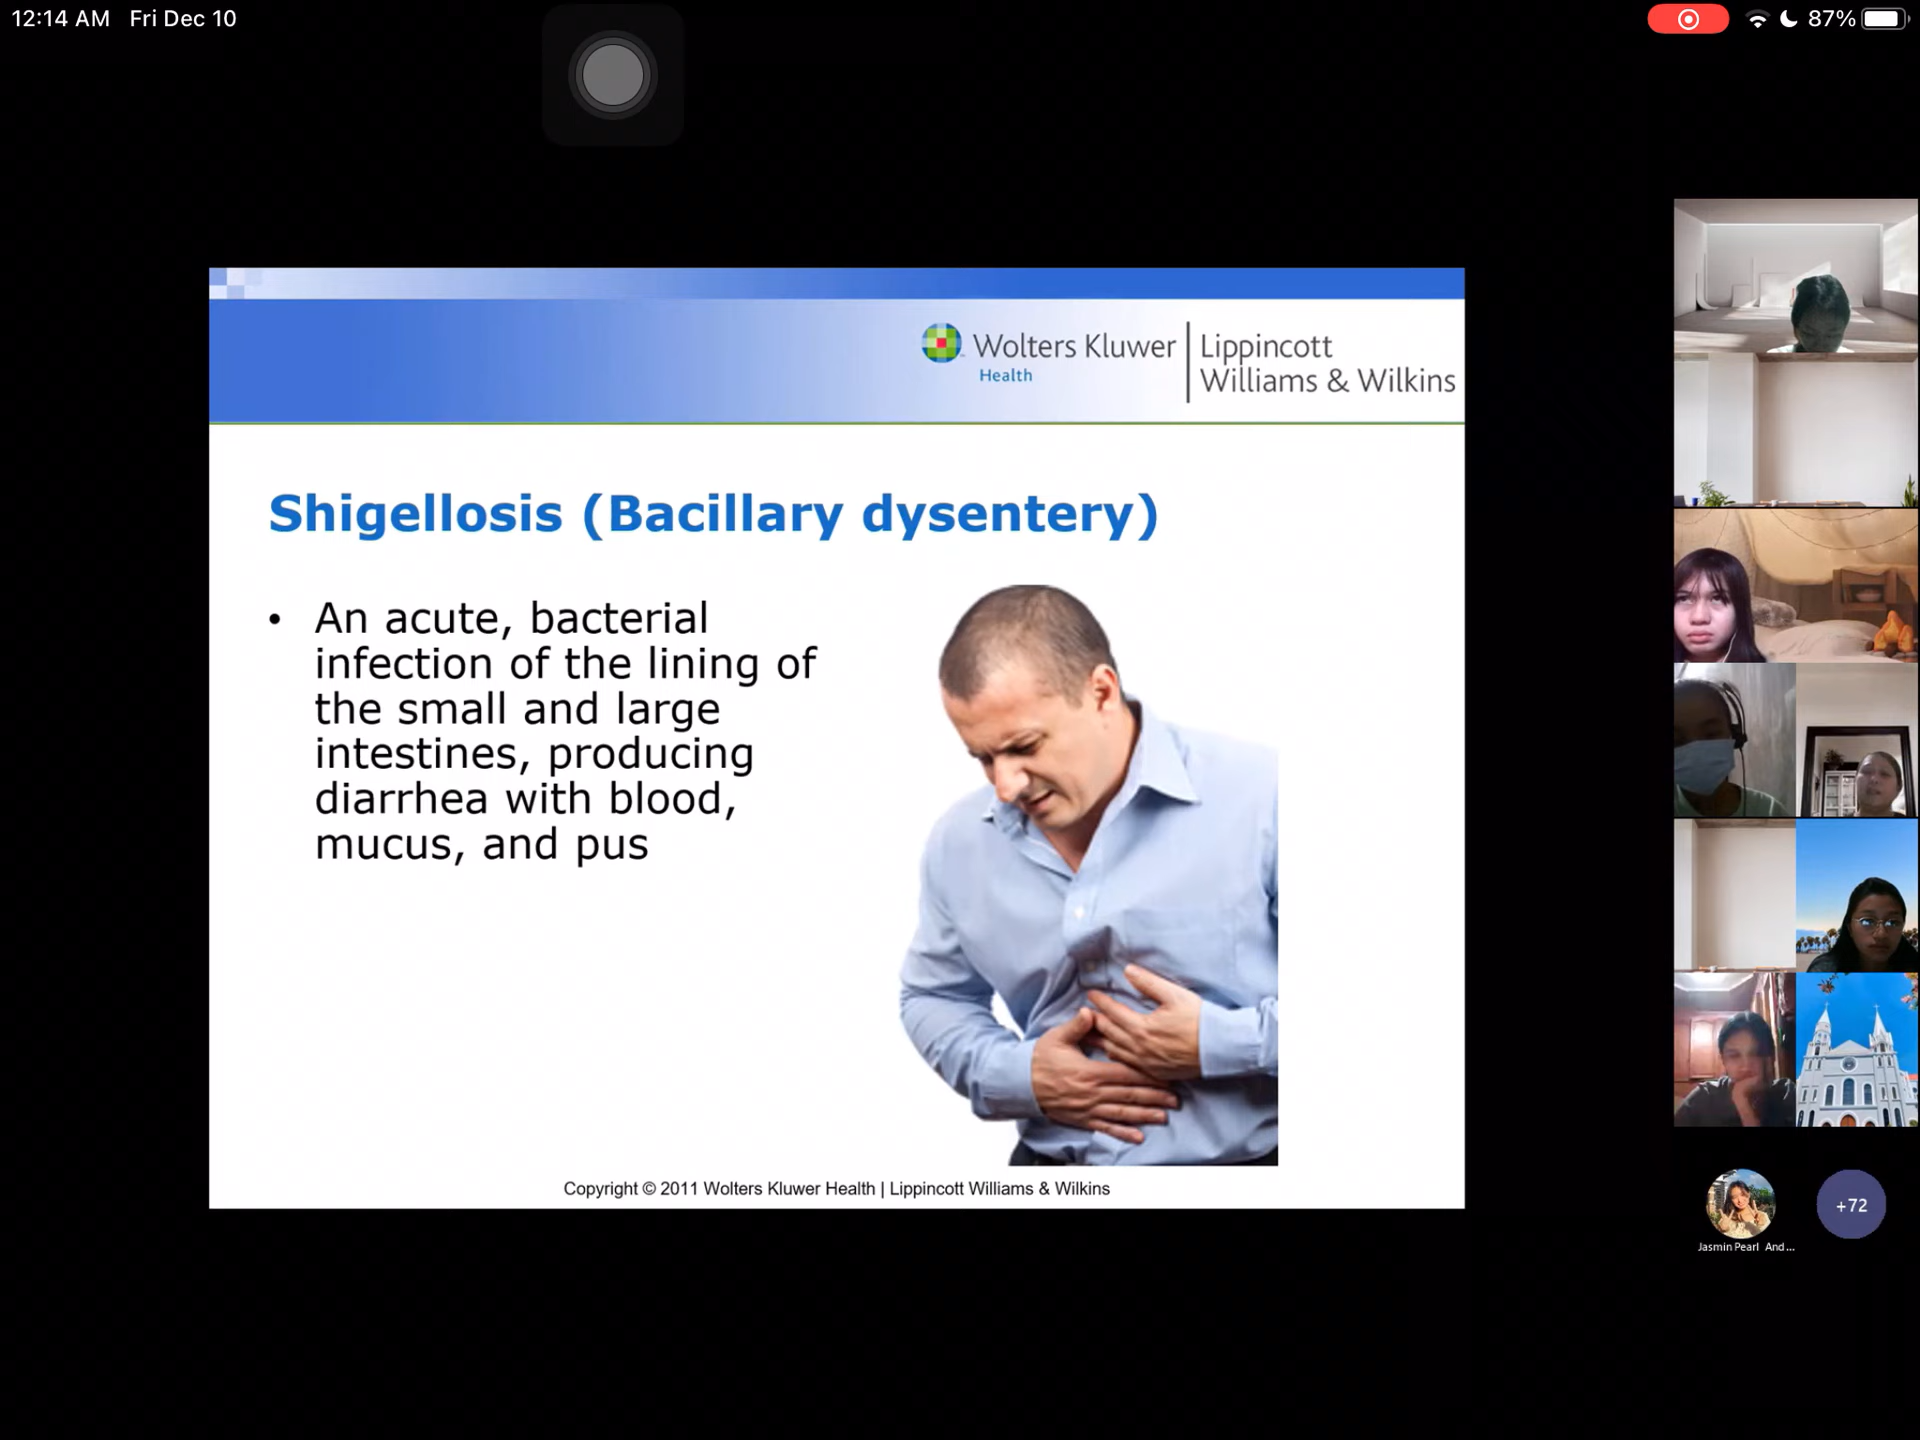 12:14 AM Fri Dec 10
87%
Wolters Kluwer
Health
Lippincott
Williams & Wilkins
Shigellosis (Bacillary dysentery)
• An acute, bacterial
infection of the lining of
the small and large
intestines, producing
diarrhea with blood,
mucus, and pus
Copyright © 2011 Wolters Kluwer Health | Lippincott Williams & Wilkins
+72
Jasmin Pearl And...